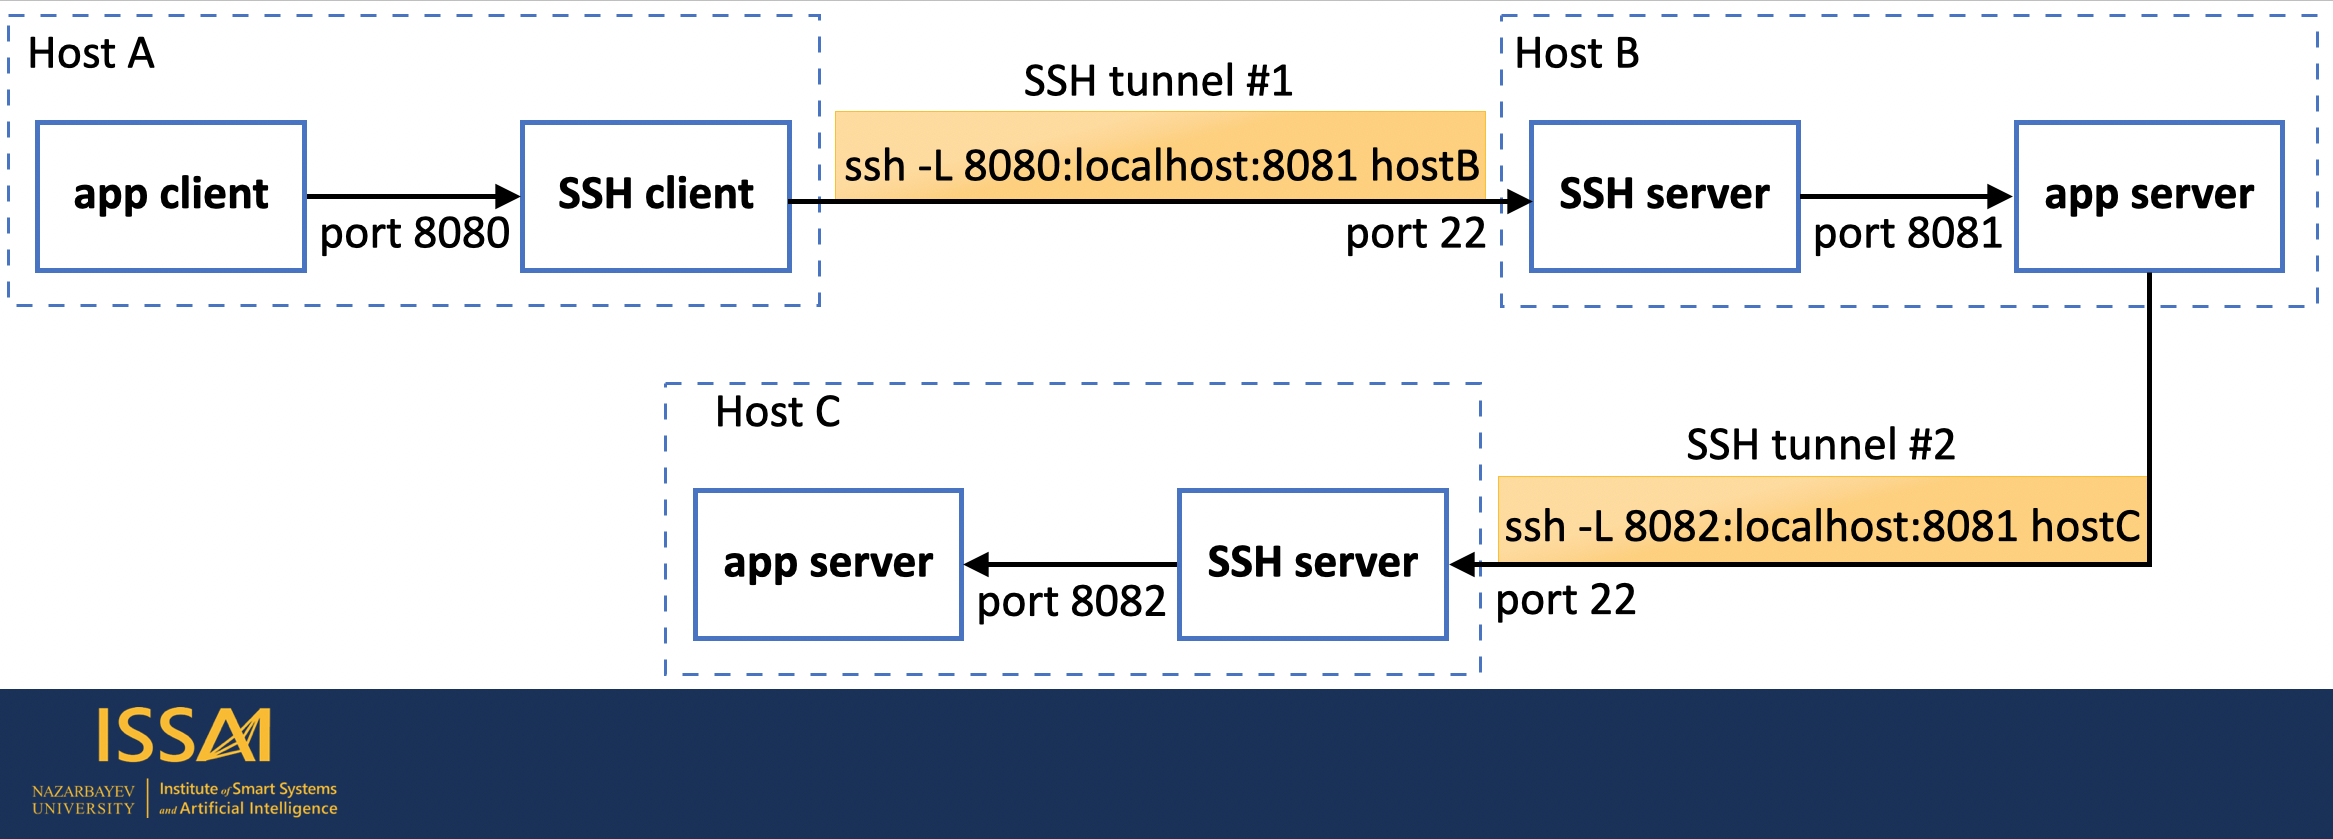 Host A
app client
port 8080
SSH client
SSH tunnel #1
ssh -L 8080:localhost:8081 hostB
port 22
Host B
SSH server
port 8081
app server
Host C
app server
port 8082
SSH server
SSH tunnel #2
ssh -L 8082:localhost:8081 hostC
port 22
ISSAI
NAZARBAYEV
UNIVERSITY
Institute of Smart Systems
and Artificial Intelligence